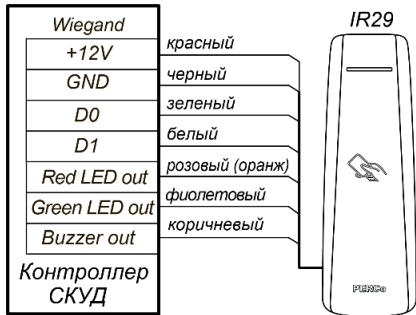 Wiegand
IR29
+12V красный
GND черный
D0 зеленый
D1 белый
Red LED out розовый (оранж)
Green LED out фиолетовый
Buzzer out коричневый
Контроллер
СКУД
PERCo